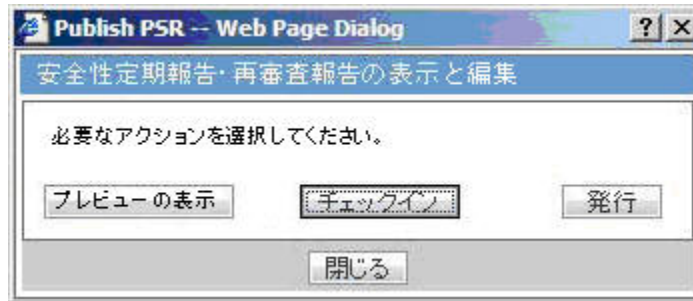 Publish PSR -- Web Page Dialog
安全性定期報告・再審査報告の表示と編集
必要なアクションを選択してください。
プレビューの表示 チェックイン 発行
閉じる